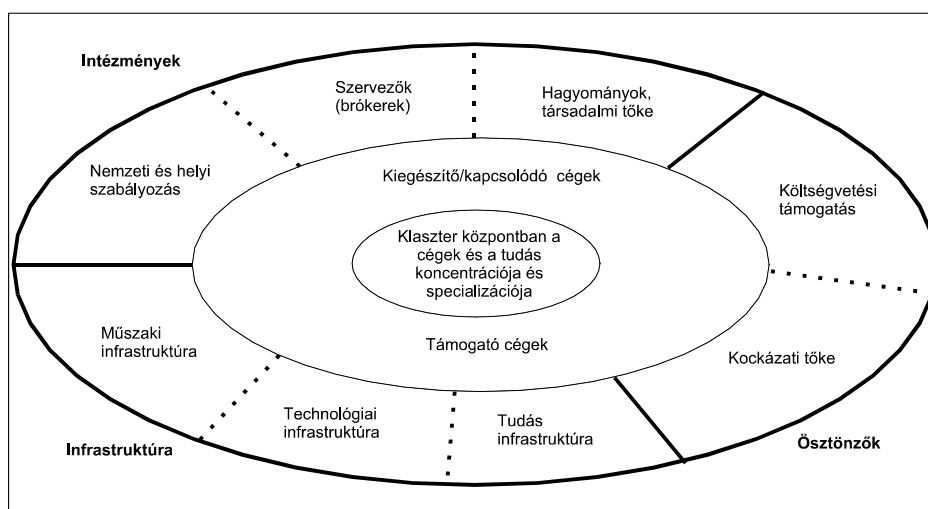 Intézmények
Szervezők
(brókerek)
Hagyományok,
társadalmi tőke
Nemzeti és helyi
szabályozás
Kiegészítő/kapcsolódó cégek
Költségvetési
támogatás
Klaszter központban a
cégek és a tudás
koncentrációja és
specializációja
Műszaki
infrastruktúra
Támogató cégek
Kockázati tőke
Technológiai
infrastruktúra
Tudás
infrastruktúra
Infrastruktúra
Ösztönzők